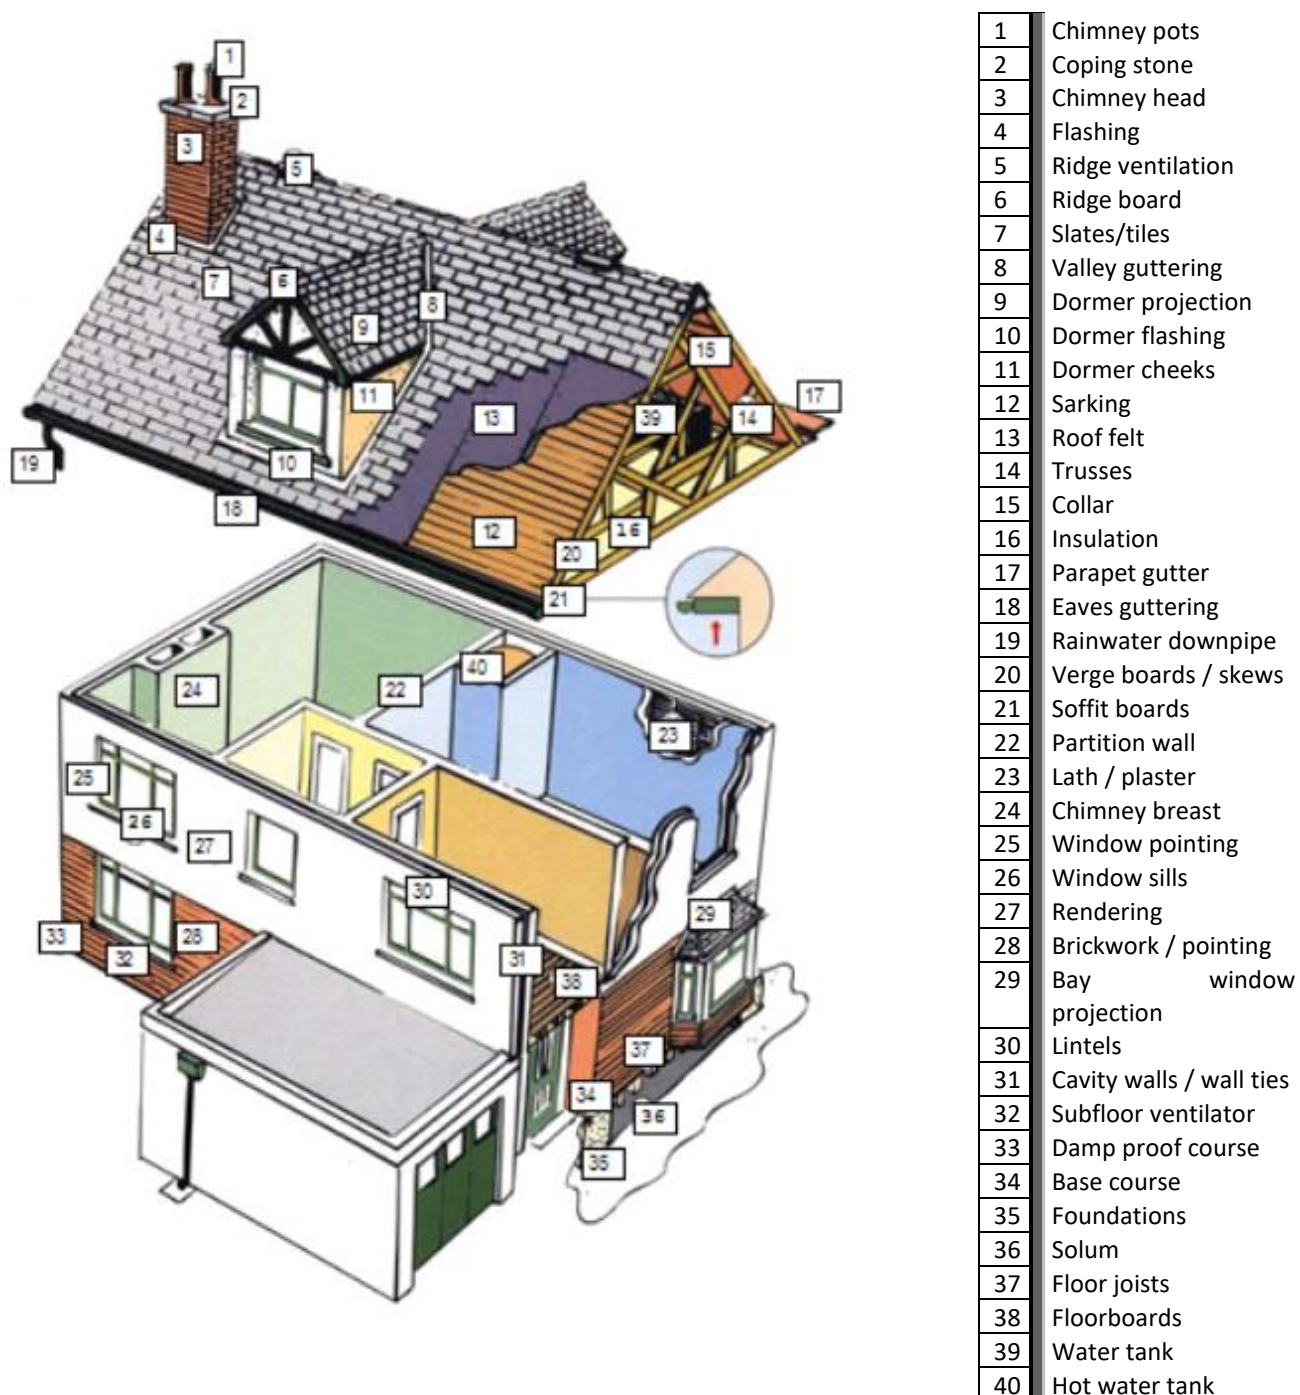 1
2
3
5
4
7
6
8
9
15
11
17
13
39
14
19
10
18
12
16
20
21
40
24
22
23
25
26
27
30
29
33
28
32
31
38
37
34
36
35
1 Chimney pots
2 Coping stone
3 Chimney head
4 Flashing
5 Ridge ventilation
6 Ridge board
7 Slates/tiles
8 Valley guttering
9 Dormer projection
10 Dormer flashing
11 Dormer cheeks
12 Sarking
13 Roof felt
14 Trusses
15 Collar
16 Insulation
17 Parapet gutter
18 Eaves guttering
19 Rainwater downpipe
20 Verge boards / skews
21 Soffit boards
22 Partition wall
23 Lath / plaster
24 Chimney breast
25 Window pointing
26 Window sills
27 Rendering
28 Brickwork / pointing
29 Bay window
projection
30 Lintels
31 Cavity walls / wall ties
32 Subfloor ventilator
33 Damp proof course
34 Base course
35 Foundations
36 Solum
37 Floor joists
38 Floorboards
39 Water tank
40 Hot water tank